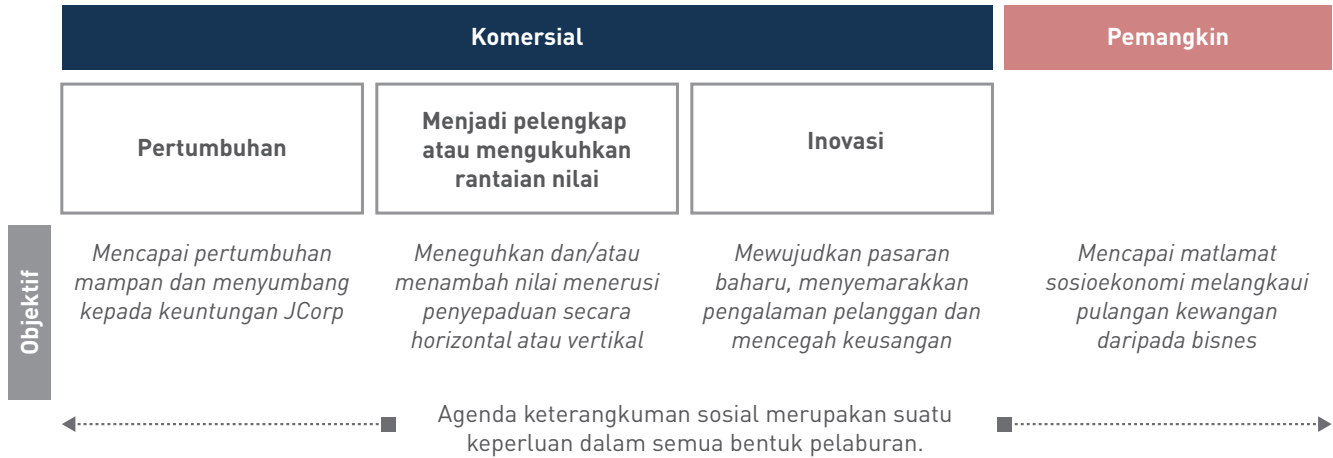 Komersial
Pemangkin
Pertumbuhan
Menjadi pelengkap
atau mengukuhkan
rantaian nilai
Inovasi
Objektif
Mencapai pertumbuhan
mampan dan menyumbang
kepada keuntungan JCorp
Meneguhkan dan/atau
menambah nilai menerusi
penyepaduan secara
horizontal atau vertikal
Mewujudkan pasaran
baharu, menyemarakkan
pengalaman pelanggan dan
mencegah keusangan
Mencapai matlamat
sosioekonomi melangkaui
pulangan kewangan
daripada bisnes
Agenda keterangkuman sosial merupakan suatu
keperluan dalam semua bentuk pelaburan.